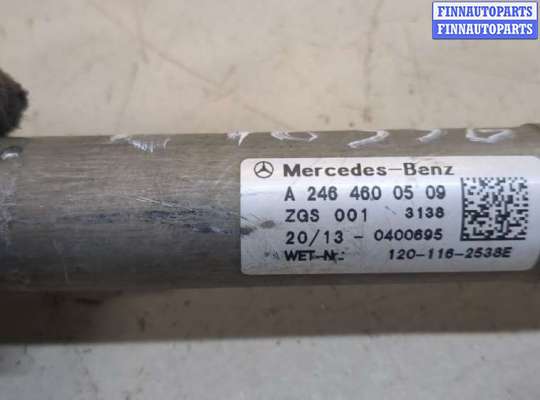 FINNAUTOPARTS
FINNAUTOPARTS
Mercedes-Benz
A 246 460 05 09
ZGS 001 3138
20/13 - 0400695
WET-Nr.: 120-116-2538E